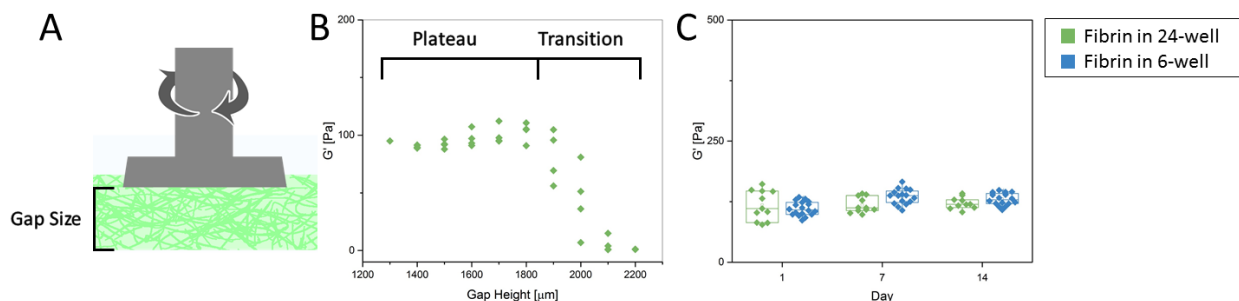 A
Gap Size
B
Plateau
Transition
200
100
0
G' [Pa]
1200
1400
1600
1800
2000
2200
Gap Height [μm]
C
500
250
0
G' [Pa]
1
7
14
Day
Fibrin in 24-well
Fibrin in 6-well